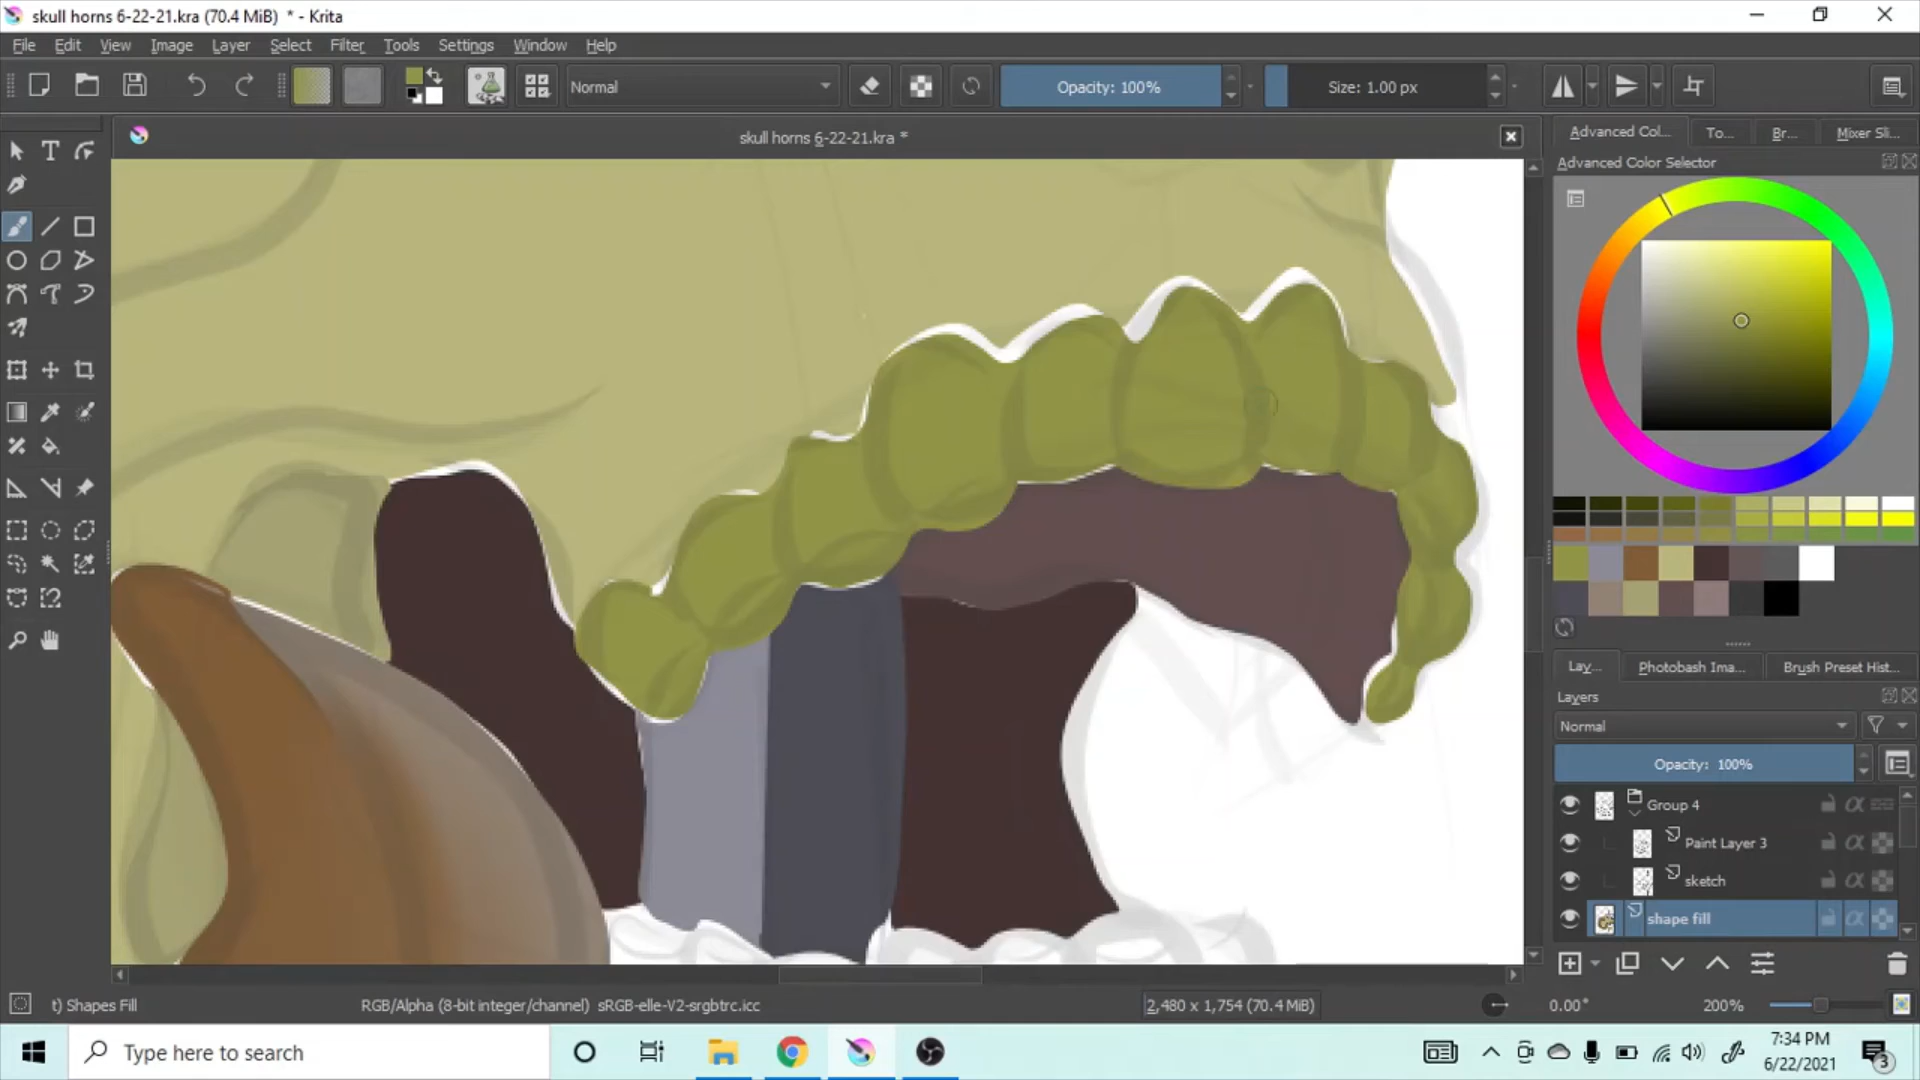 skull horns 6-22-21.kra (70.4 MiB) * - Krita
File Edit View Image Layer Select Filter Tools Settings Window Help
Normal Opacity: 100% Size: 1.00 px
skull horns 6-22-21.kra *
Advanced Col... To... Br... Mixer Sli...
Advanced Color Selector
Lay... Photobash Ima... Brush Preset Hist...
Layers
Normal
Opacity: 100%
Group 4
Paint Layer 3
sketch
shape fill
t) Shapes Fill RGB/Alpha (8-bit integer/channel) sRGB-elle-V2-srgbtrc.icc 2,480 x 1,754 (70.4 MiB) 0.00° 200%
Type here to search
7:34 PM
6/22/2021
3